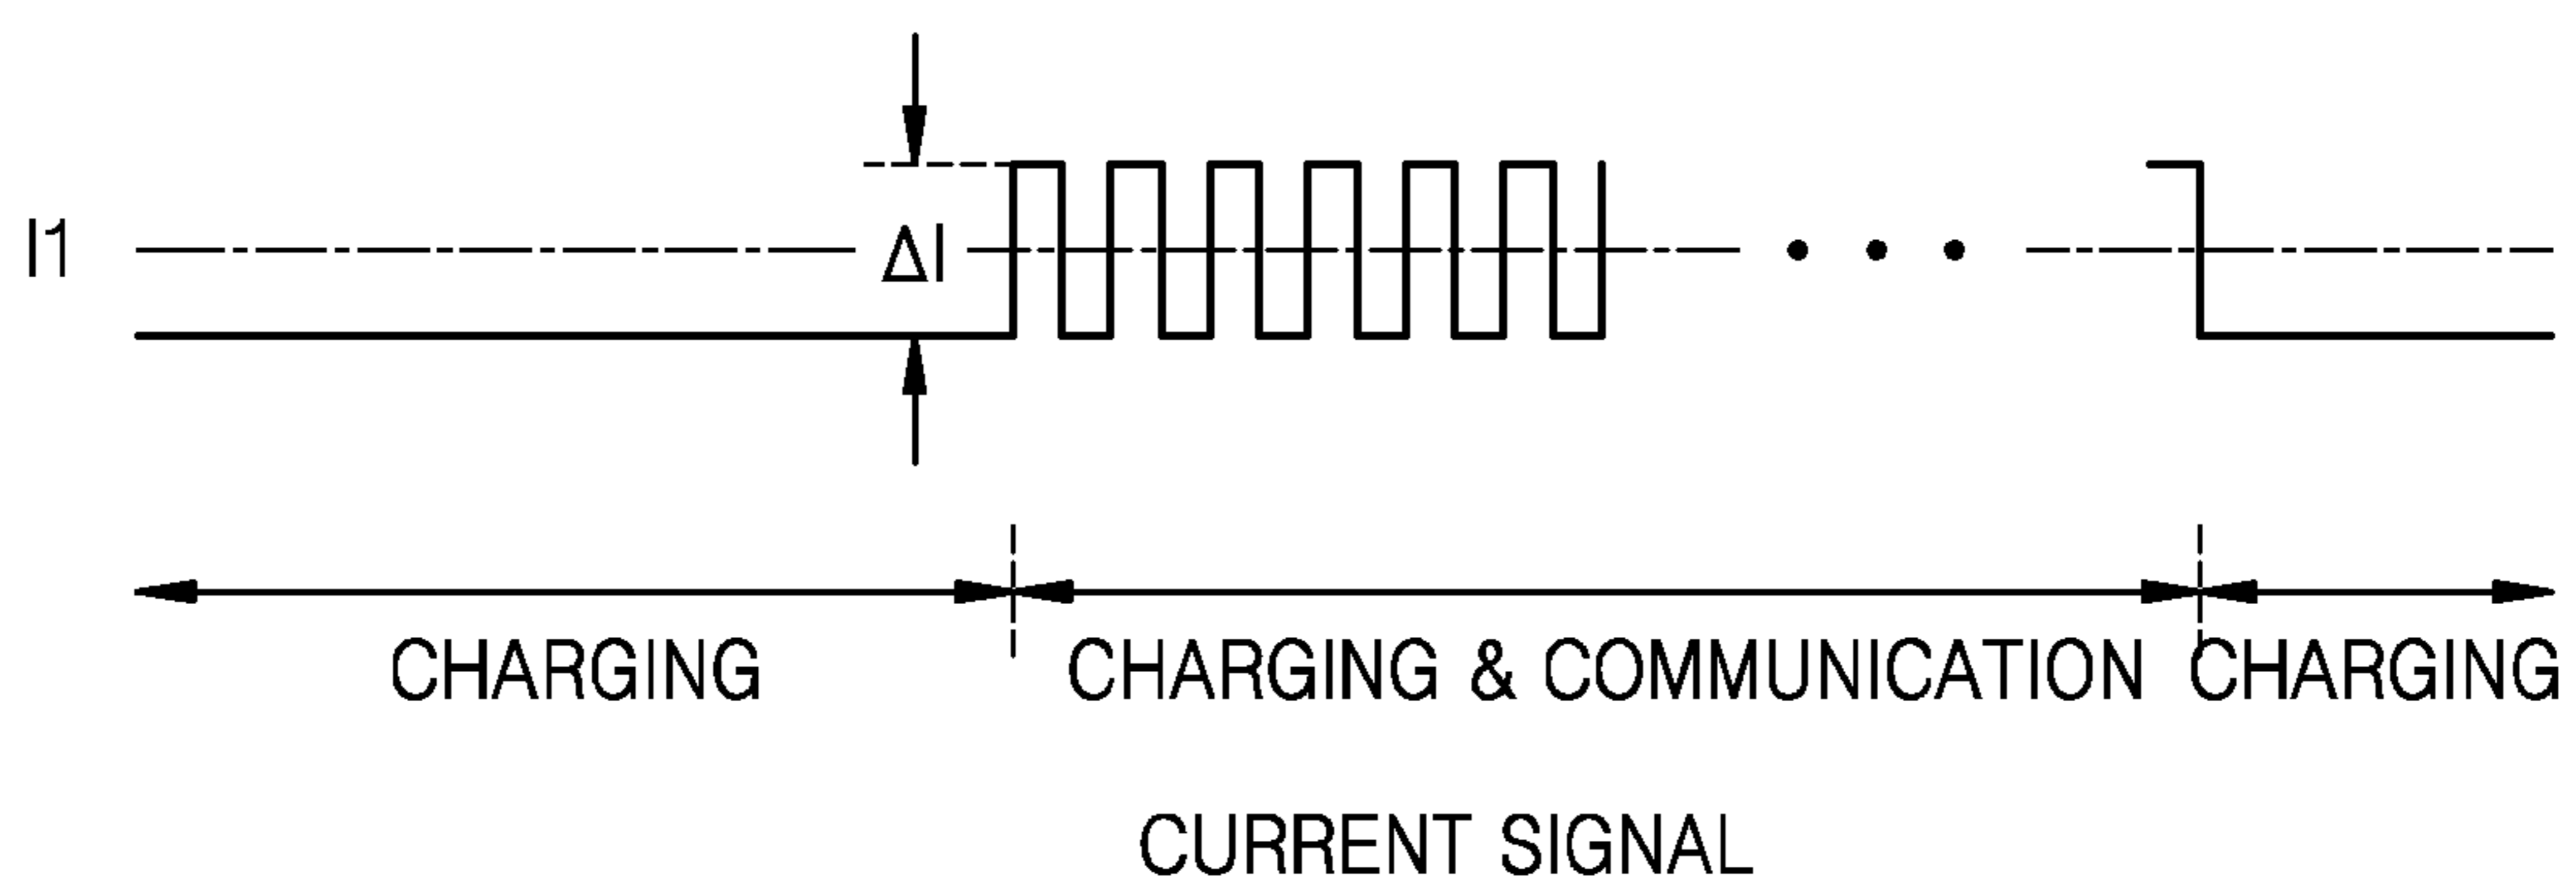 I1
ΔI
CHARGING
CHARGING & COMMUNICATION
CHARGING
CURRENT SIGNAL